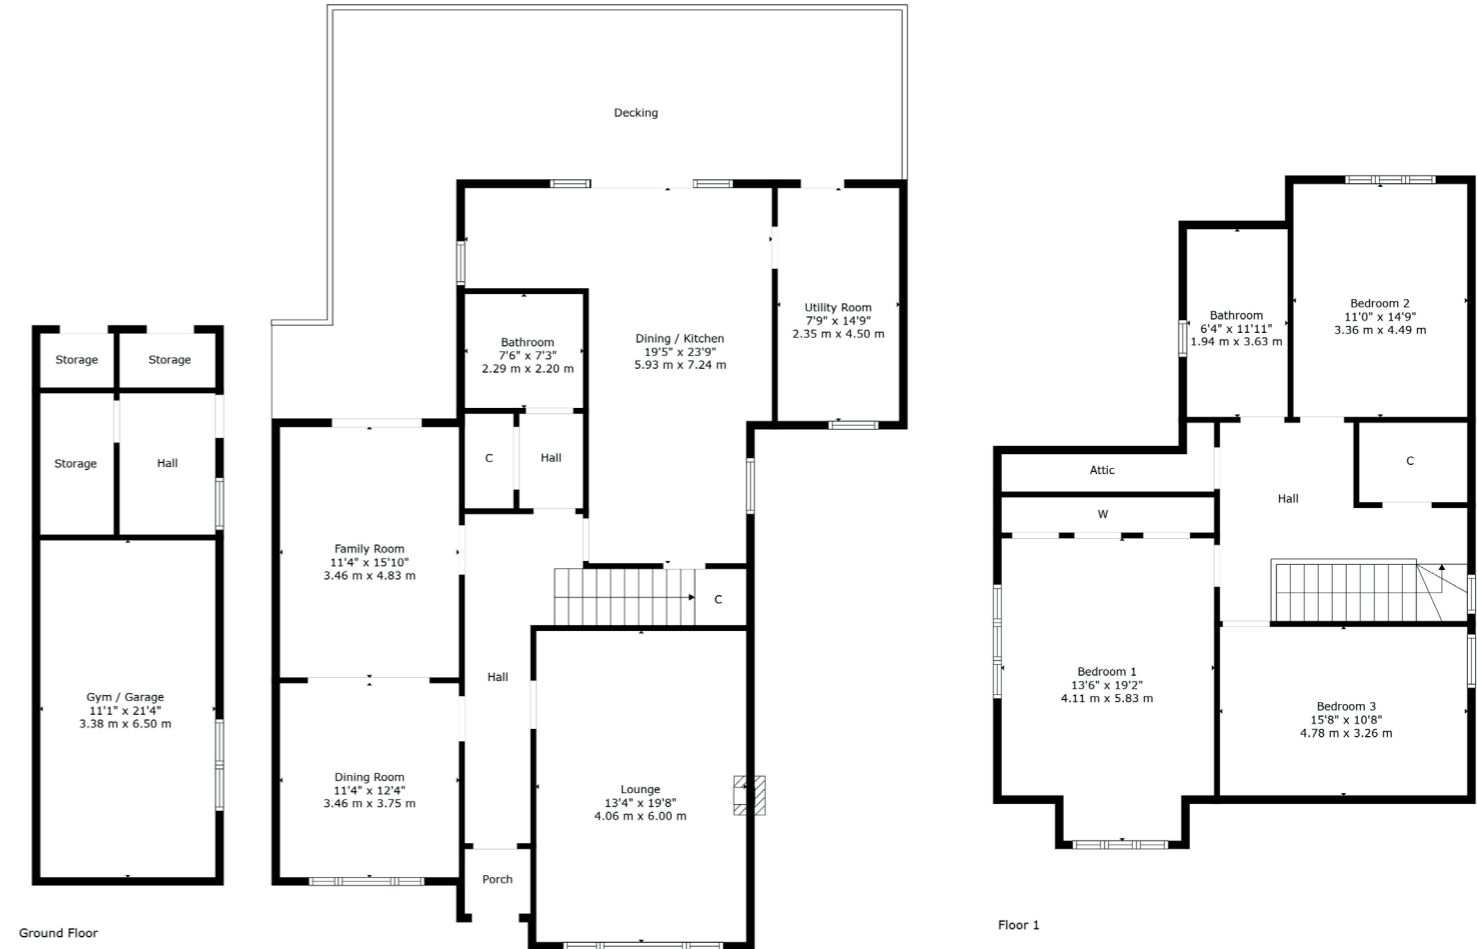 Decking
Storage
Storage
Storage
Hall
Gym / Garage
11'1" x 21'4"
3.38 m x 6.50 m
Ground Floor
Bathroom
7'6" x 7'3"
2.29 m x 2.20 m
Dining / Kitchen
19'5" x 23'9"
5.93 m x 7.24 m
Utility Room
7'9" x 14'9"
2.35 m x 4.50 m
C
Hall
Family Room
11'4" x 15'10"
3.46 m x 4.83 m
C
Hall
Dining Room
11'4" x 12'4"
3.46 m x 3.75 m
Lounge
13'4" x 19'8"
4.06 m x 6.00 m
Porch
Bathroom
6'4" x 11'11"
1.94 m x 3.63 m
Bedroom 2
11'0" x 14'9"
3.36 m x 4.49 m
Attic
C
Hall
W
Bedroom 1
13'6" x 19'2"
4.11 m x 5.83 m
Bedroom 3
15'8" x 10'8"
4.78 m x 3.26 m
Floor 1